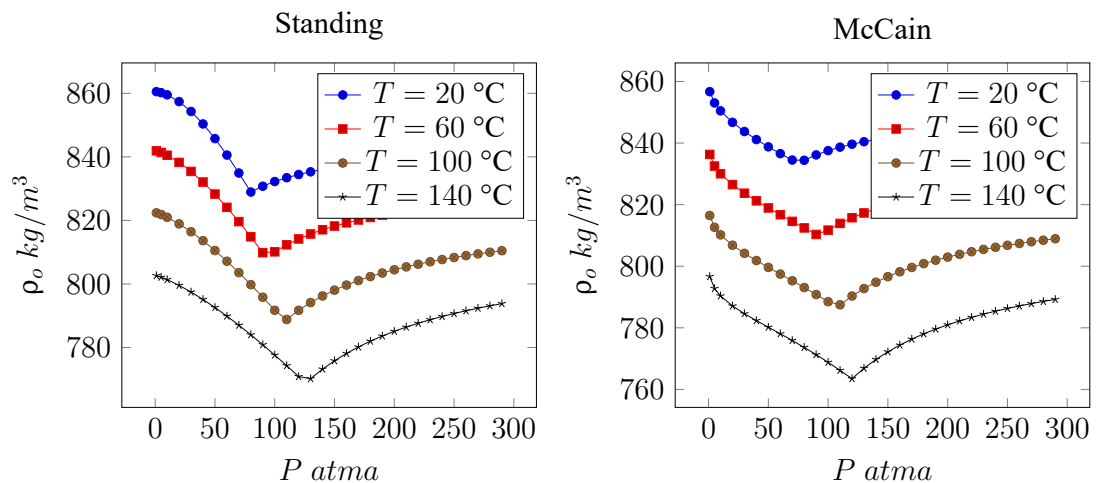 Standing
860
840
820
800
780
ρₒ kg/m³
0 50 100 150 200 250 300
P atma
T = 20 °C
T = 60 °C
T = 100 °C
T = 140 °C
McCain
860
840
820
800
780
760
ρₒ kg/m³
0 50 100 150 200 250 300
P atma
T = 20 °C
T = 60 °C
T = 100 °C
T = 140 °C